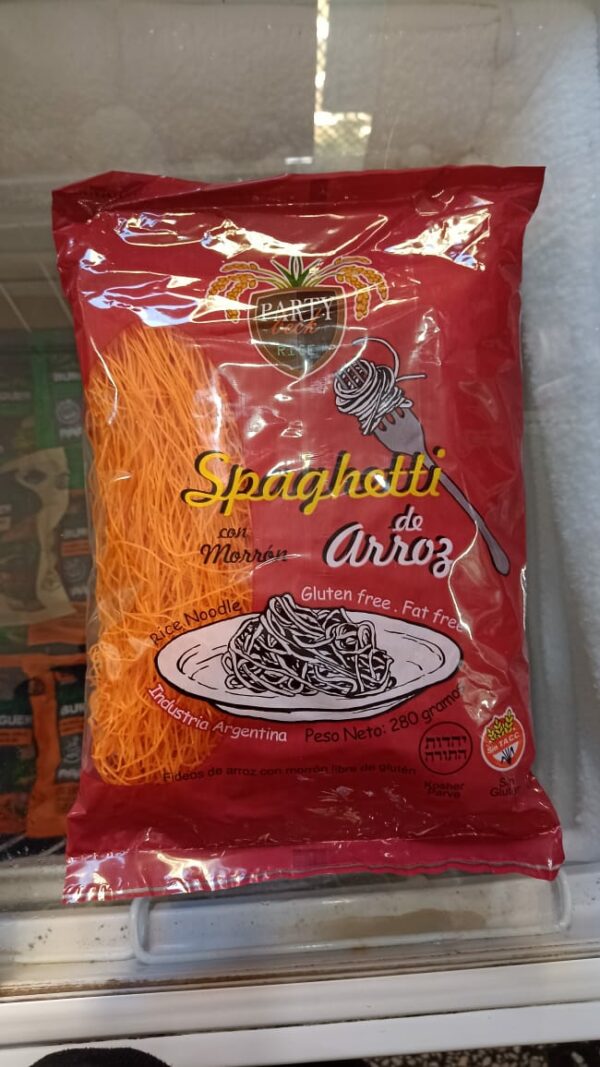 PARTY
beck
RICE
Spaghetti
con
Morrón
de
Arroz
Rice Noodle
Gluten free . Fat free
Industria Argentina
Peso Neto: 280 gramos
Fideos de arroz con morrón libre de gluten
יהדות
התורה
Kosher
Parve
Sin T.A.C.C.
Sin
Gluten